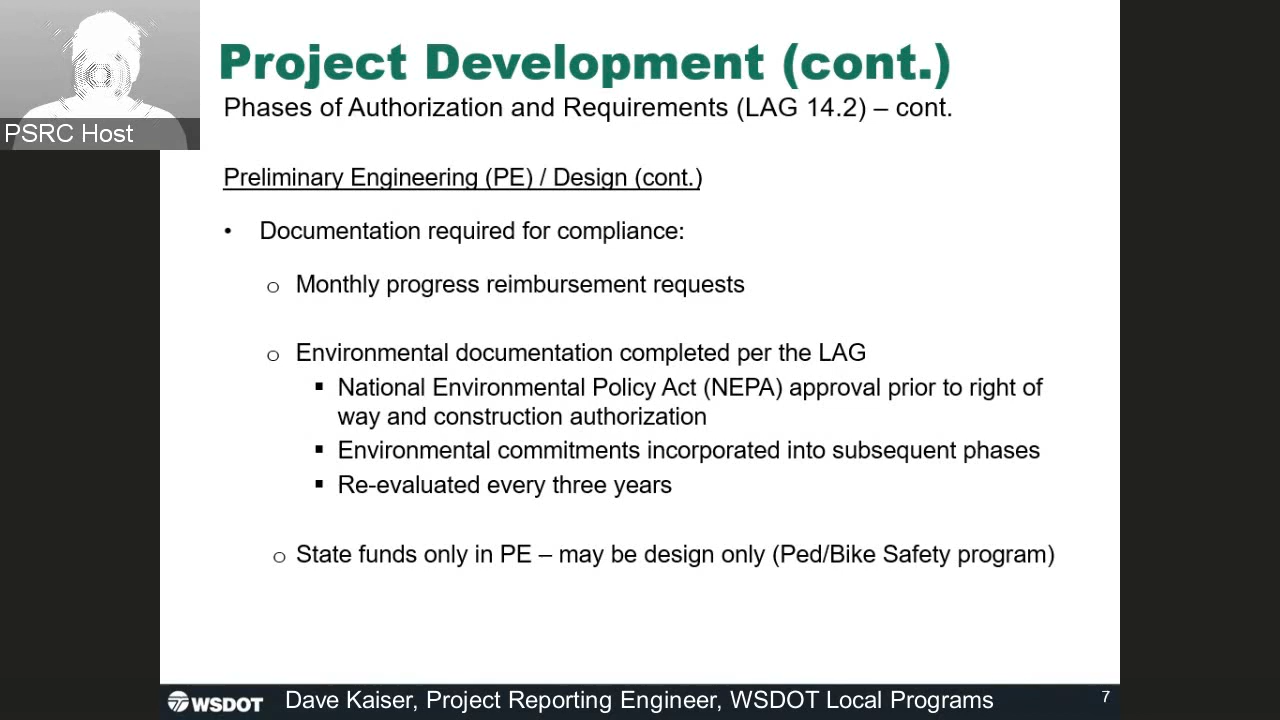 Project Development (cont.)
Phases of Authorization and Requirements (LAG 14.2) – cont.
PSRC Host
Preliminary Engineering (PE) / Design (cont.)
• Documentation required for compliance:
o Monthly progress reimbursement requests
o Environmental documentation completed per the LAG
▪ National Environmental Policy Act (NEPA) approval prior to right of
way and construction authorization
▪ Environmental commitments incorporated into subsequent phases
▪ Re-evaluated every three years
o State funds only in PE – may be design only (Ped/Bike Safety program)
WSDOT Dave Kaiser, Project Reporting Engineer, WSDOT Local Programs 7